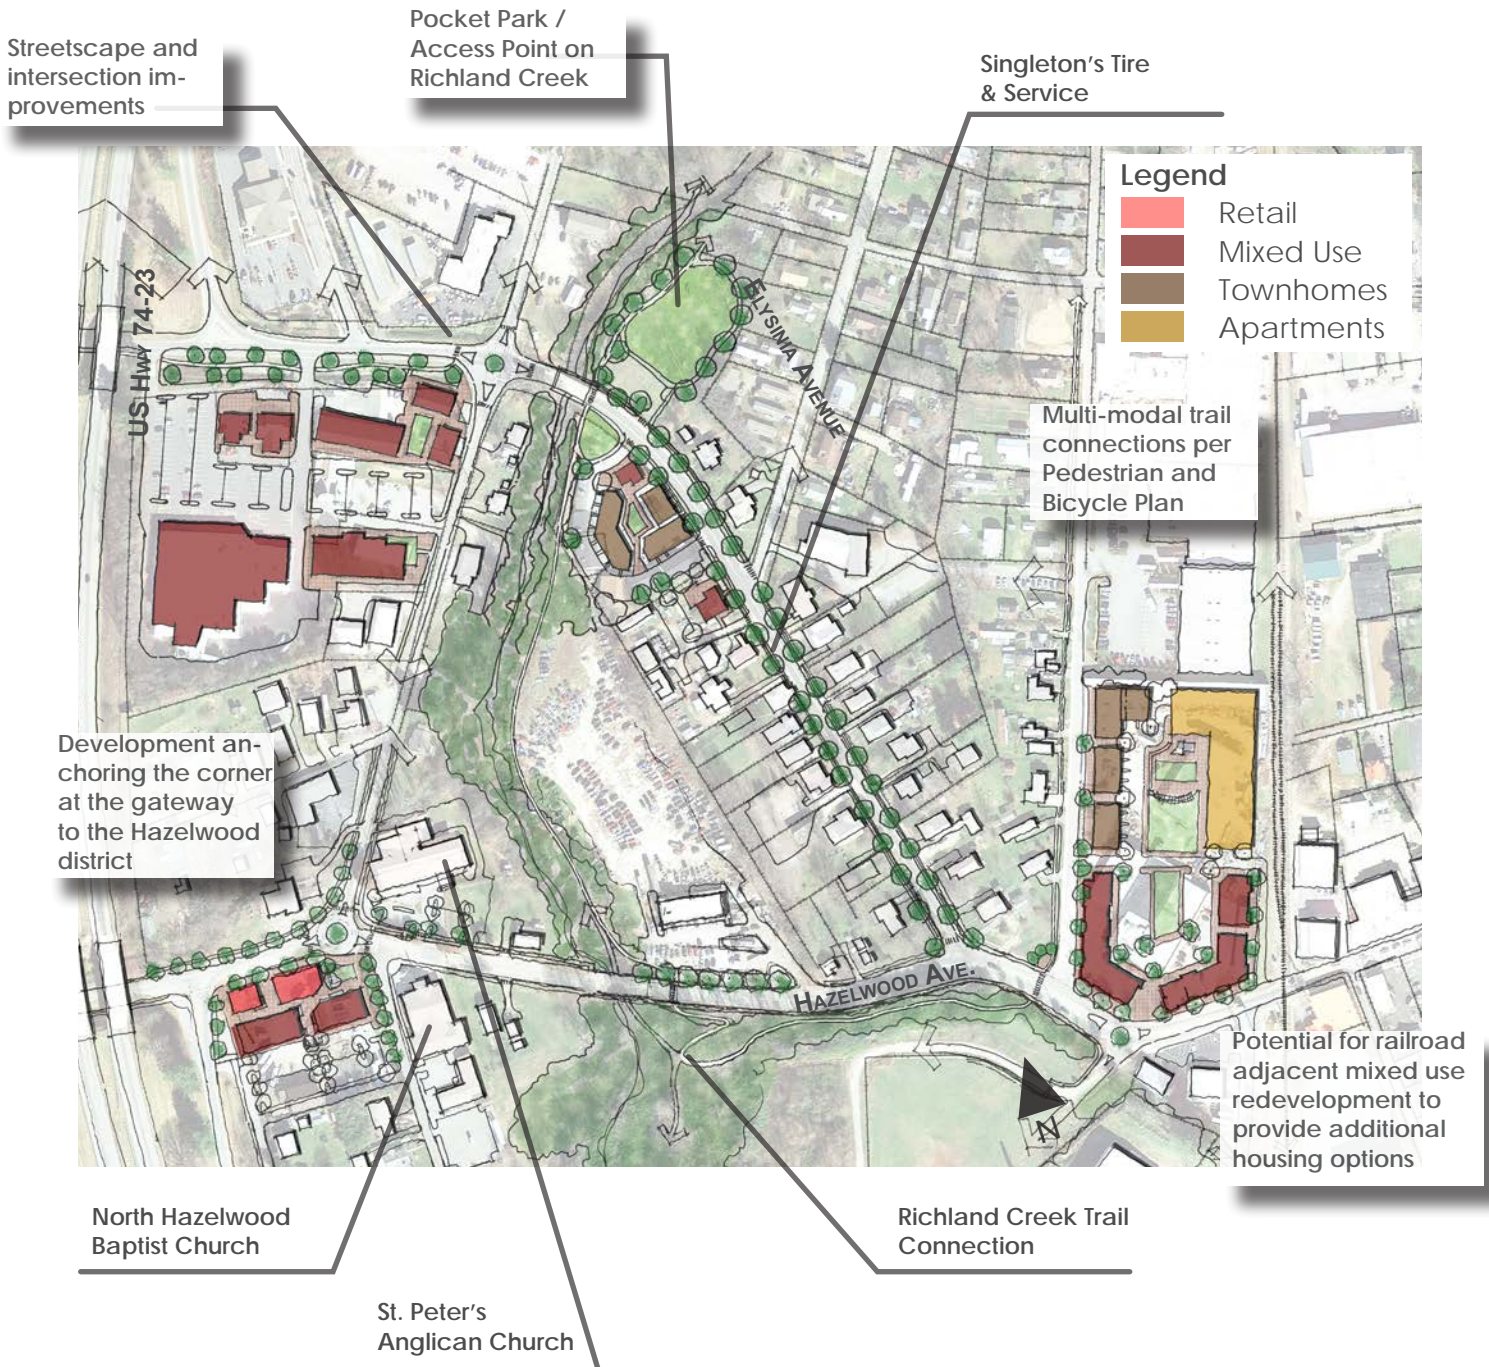 Pocket Park /
Access Point on
Richland Creek
Streetscape and
intersection im-
provements
Singleton's Tire
& Service
Legend
Retail
Mixed Use
Townhomes
Apartments
US Hwy 74-23
Elysinia Avenue
Multi-modal trail
connections per
Pedestrian and
Bicycle Plan
Development an-
choring the corner
at the gateway
to the Hazelwood
district
Hazelwood Ave.
N
Potential for railroad
adjacent mixed use
redevelopment to
provide additional
housing options
North Hazelwood
Baptist Church
Richland Creek Trail
Connection
St. Peter's
Anglican Church